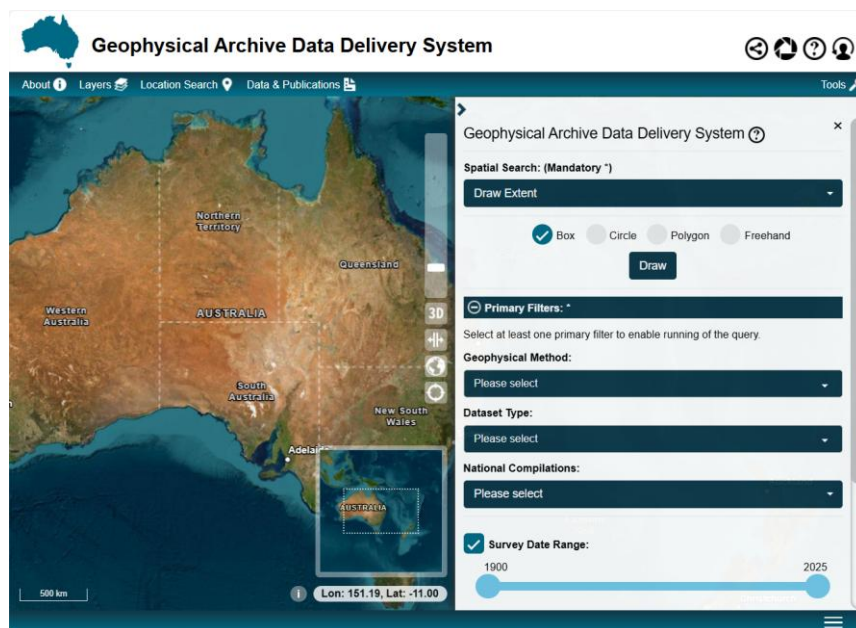 Geophysical Archive Data Delivery System
About Layers Location Search Data & Publications Tools
Northern
Territory
Queensland
Western
Australia
AUSTRALIA
South
Australia
New South
Wales
Adelaide
AUSTRALIA
3D
500 km
i Lon: 151.19, Lat: -11.00
Geophysical Archive Data Delivery System ?
Spatial Search: (Mandatory *)
Draw Extent
Box Circle Polygon Freehand
Draw
Primary Filters: *
Select at least one primary filter to enable running of the query.
Geophysical Method:
Please select
Dataset Type:
Please select
National Compilations:
Please select
Survey Date Range:
1900 2025